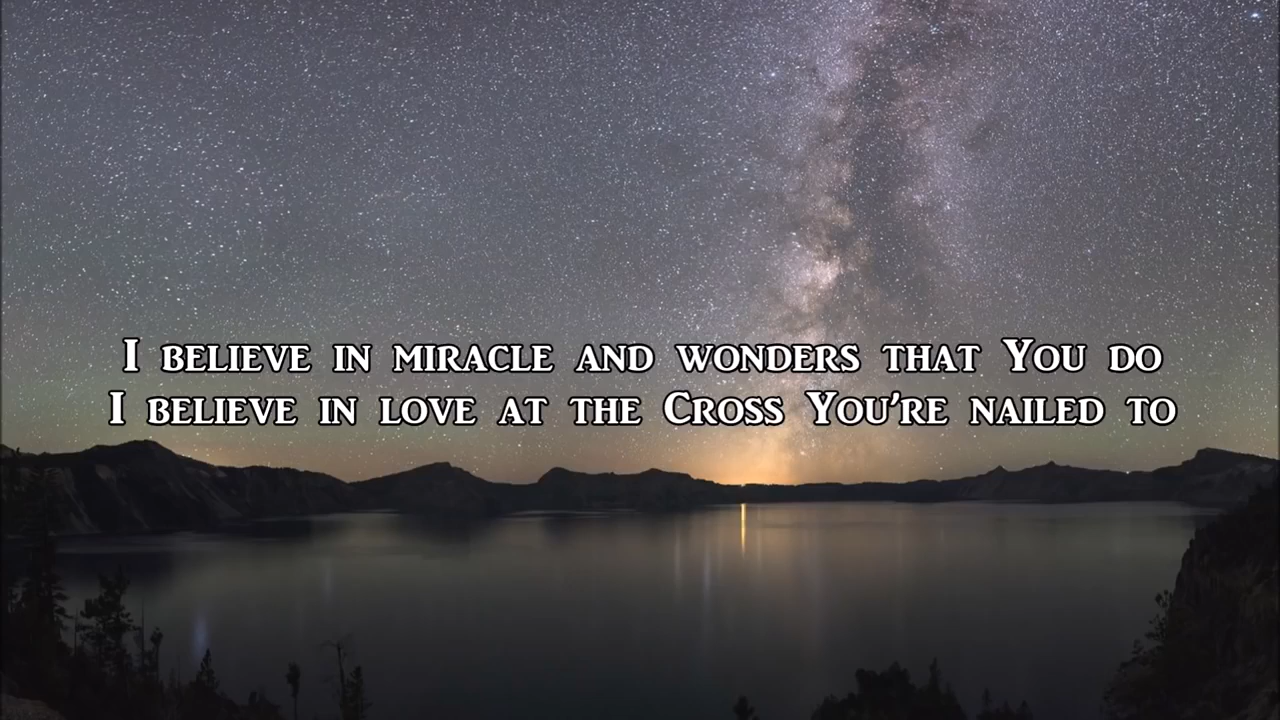 I believe in miracle and wonders that You do
I believe in love at the Cross You're nailed to